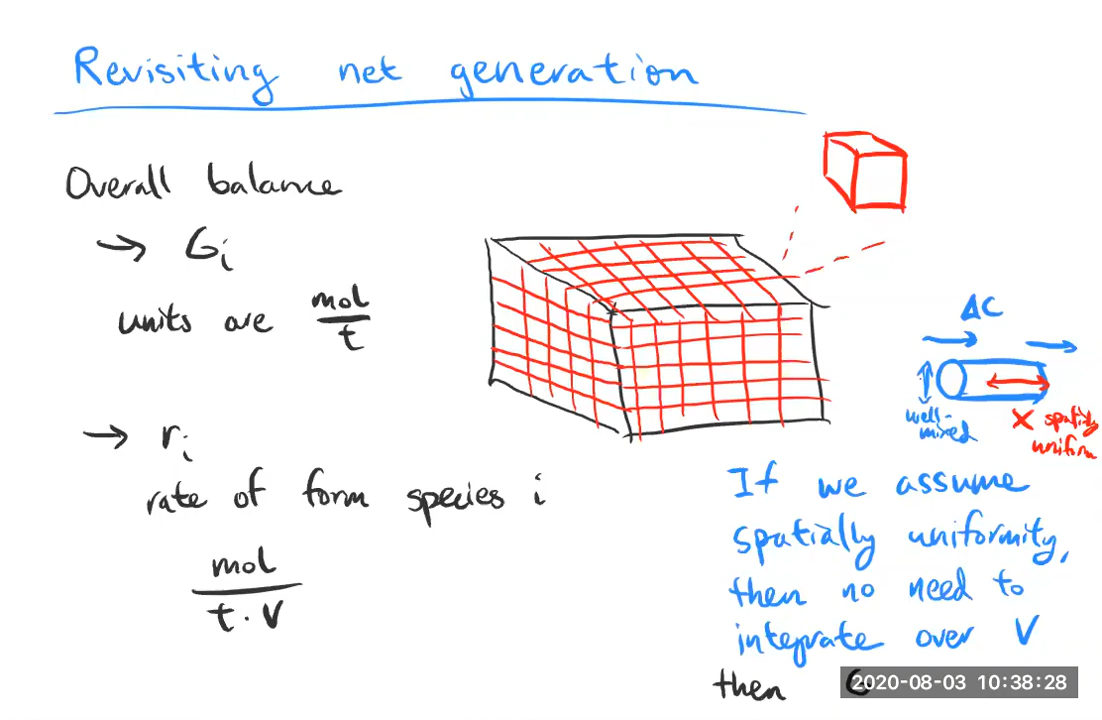 Revisiting net generation
Overall balance
→ Gi
units are mol
t
→ ri
rate of form species i
mol
t · V
ΔC
well-
mixed
X spatially
uniform
If we assume
spatially uniformity,
then no need to
integrate over V
then
2020-08-03 10:38:28